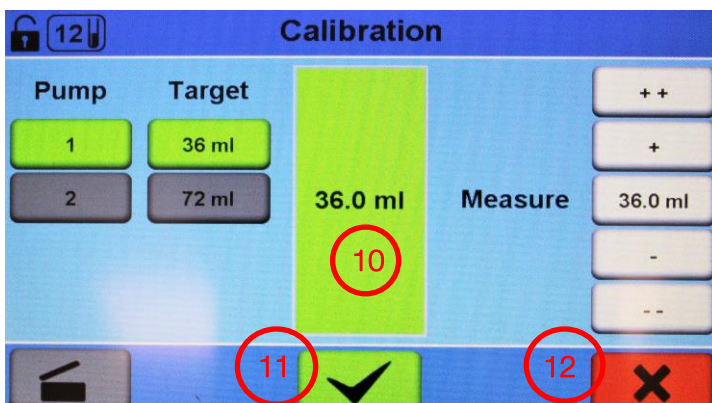 12 Calibration
Pump Target
++
1 36 ml
+
2 72 ml 36.0 ml Measure 36.0 ml
10
-
--
11 12